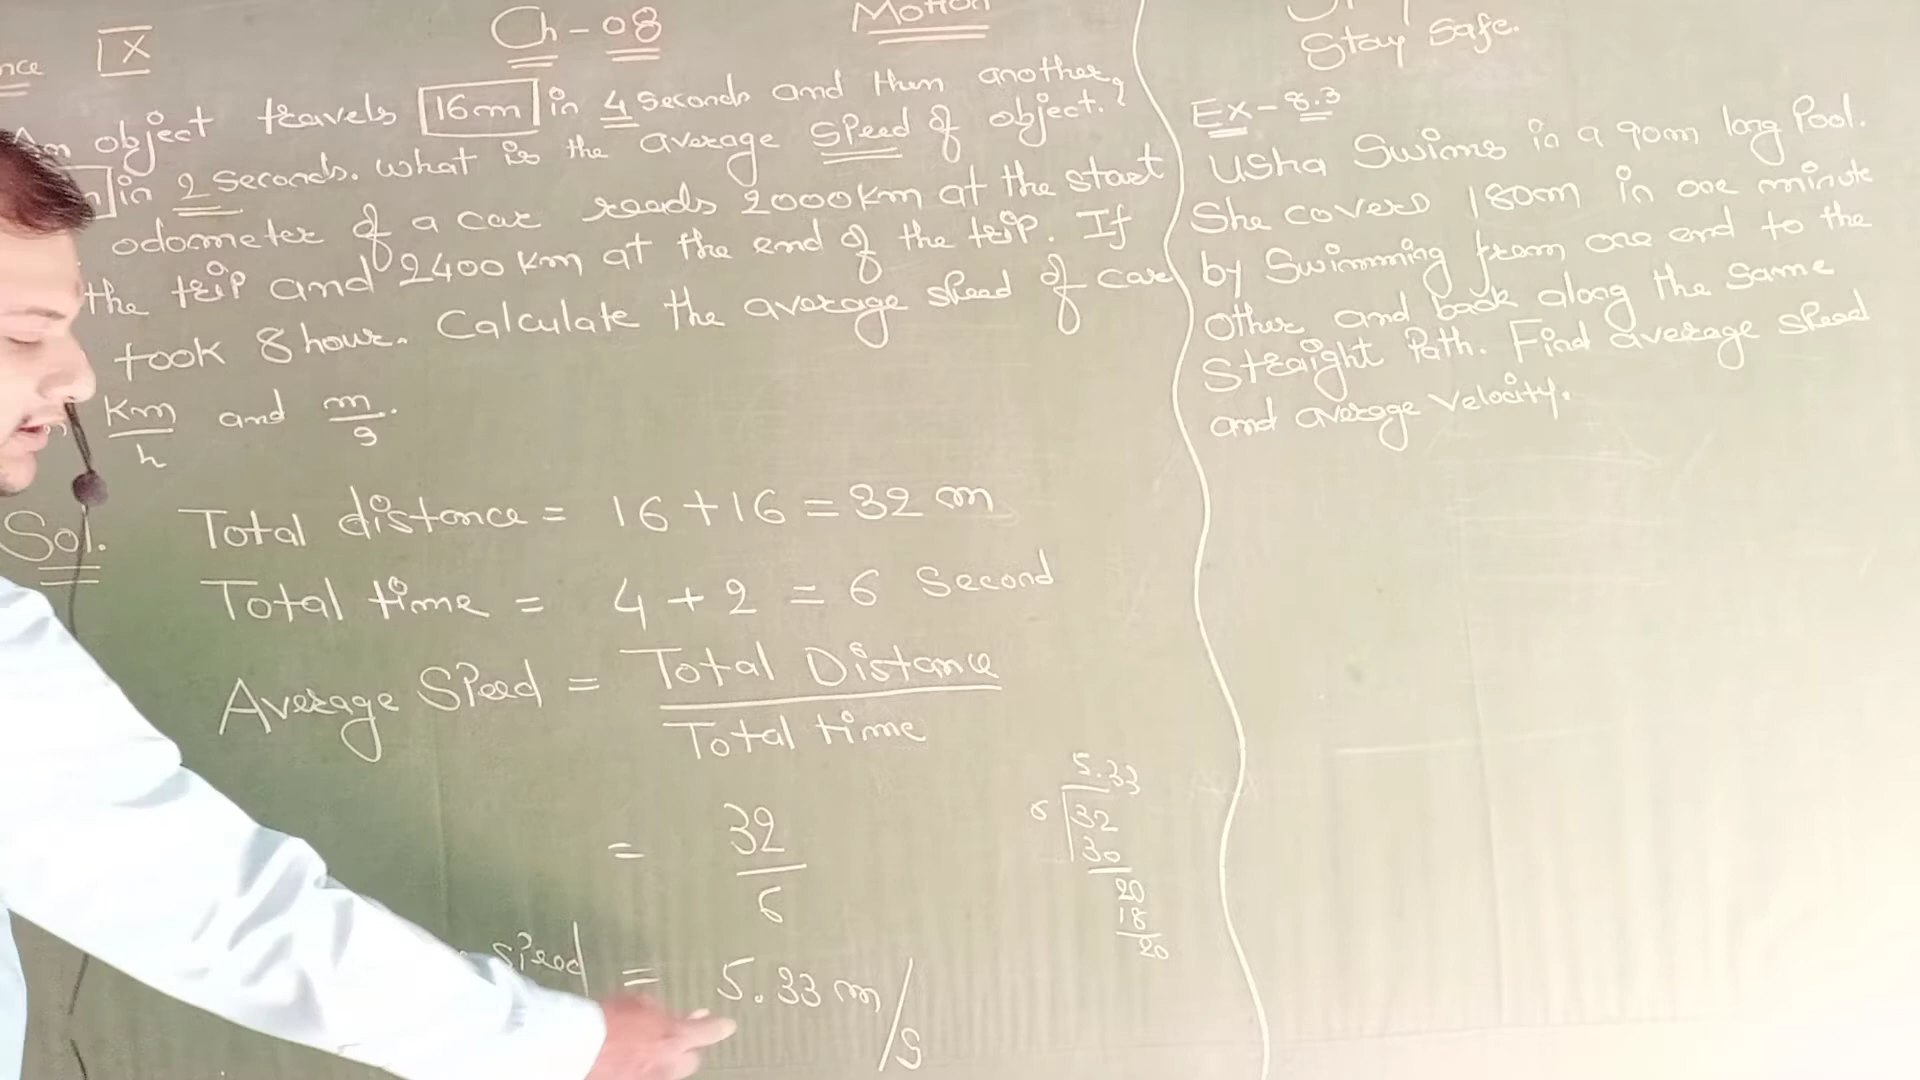 IX
Ch-08
Motion
object travels 16m in 4 seconds and then another
in 2 seconds. what is the average speed of object.?
odometer of a car reads 2000km at the start
the trip and 2400 km at the end of the trip. If
took 8 hour. Calculate the average speed of car
km/h and m/s.
Sol. Total distance = 16+16 = 32 m
Total time = 4 + 2 = 6 Second
Average Speed = Total Distance / Total time
= 32/6
speed = 5.33 m/s
5.33
6 32
30
20
18
20
Stay Safe.
Ex-8.3
Usha Swims in a 90m long Pool.
She covers 180m in one minute
by Swimming from one end to the
Other and back along the same
Straight Path. Find average speed
and average velocity.